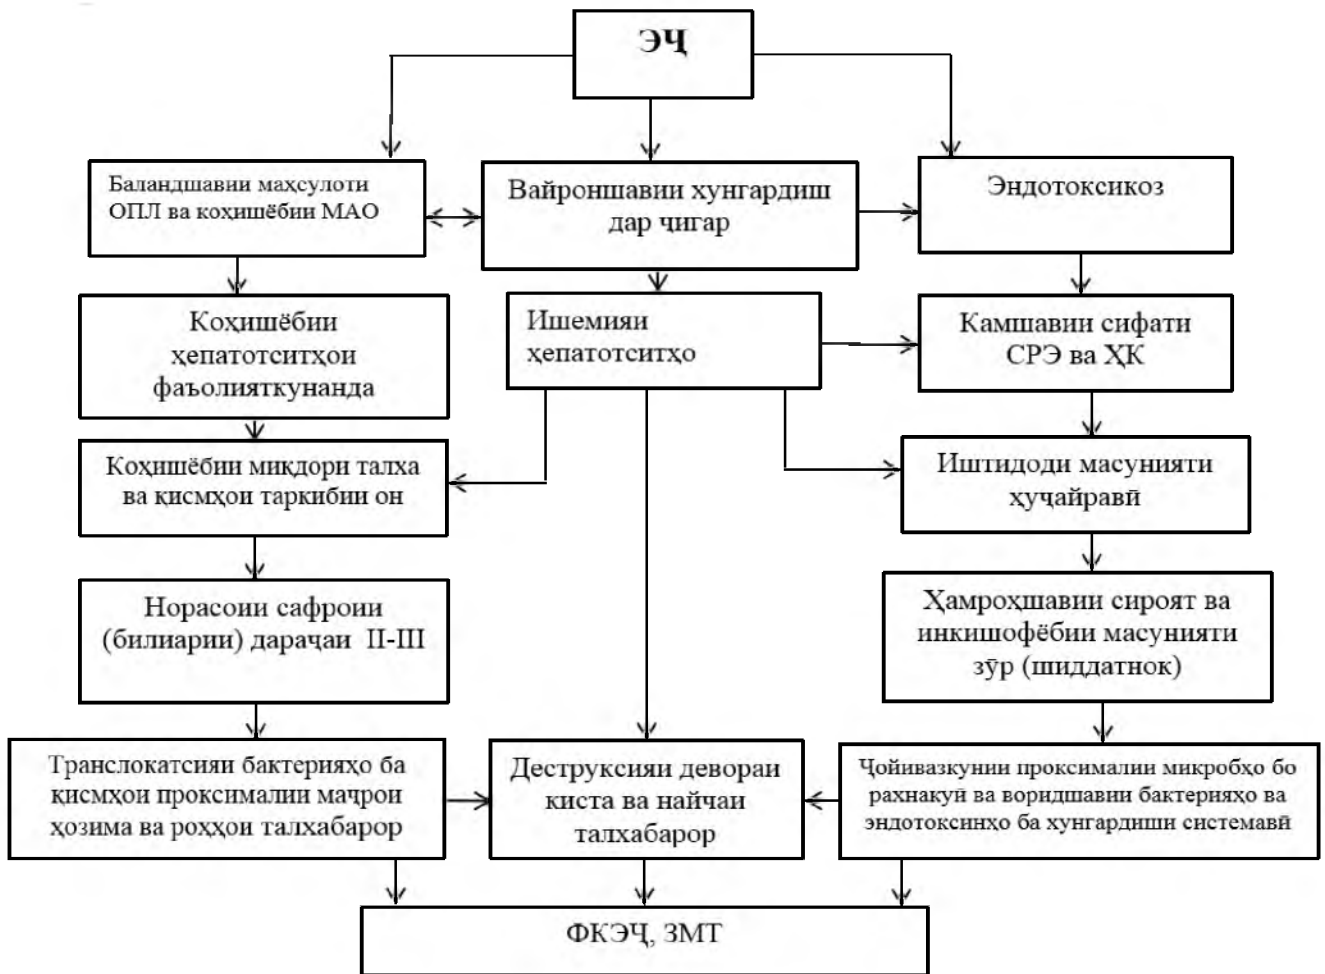 ЭҶ
Баландшавии маҳсулоти
ОПЛ ва коҳишёбии МАО
Вайроншавии хунгардиш
дар ҷигар
Эндотоксикоз
Коҳишёбии
ҳепатотситҳои
фаъолияткунанда
Ишемияи
ҳепатотситҳо
Камшавии сифати
СРЭ ва ҲК
Коҳишёбии миқдори талха
ва қисмҳои таркибии он
Иштидоди масунияти
ҳуҷайравӣ
Норасоии сафроии
(билиарии) дараҷаи II-III
Ҳамроҳшавии сироят ва
инкишофёбии масунияти
зӯр (шиддатнок)
Транслокатсияи бактерияҳо ба
қисмҳои проксималии маҷрои
ҳозима ва роҳҳои талхабарор
Деструксияи девораи
киста ва найчаи
талхабарор
Ҷойивазкунии проксималии микробҳо бо
рахнакуӣ ва воридшавии бактерияҳо ва
эндотоксинҳо ба хунгардиши системавӣ
ФКЭҶ, ЗМТ